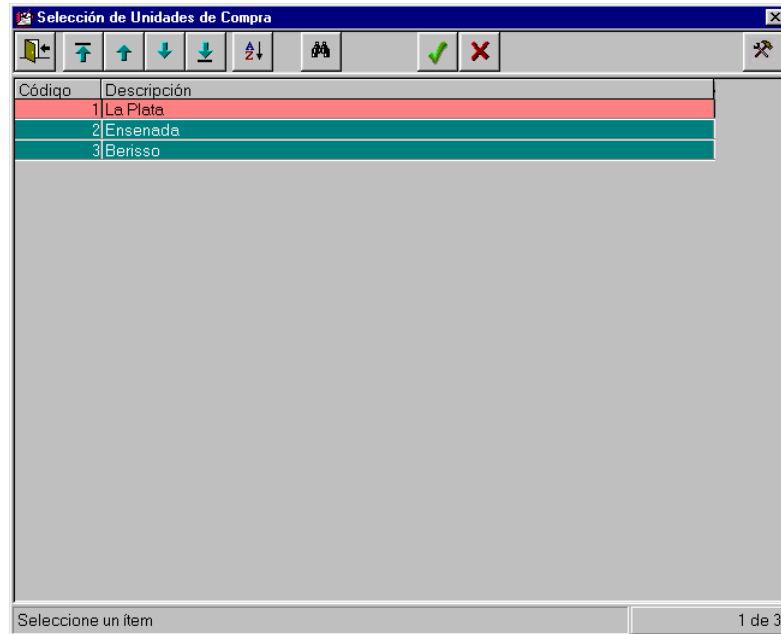 Selección de Unidades de Compra
Código Descripción
1 La Plata
2 Ensenada
3 Berisso
Seleccione un ítem 1 de 3